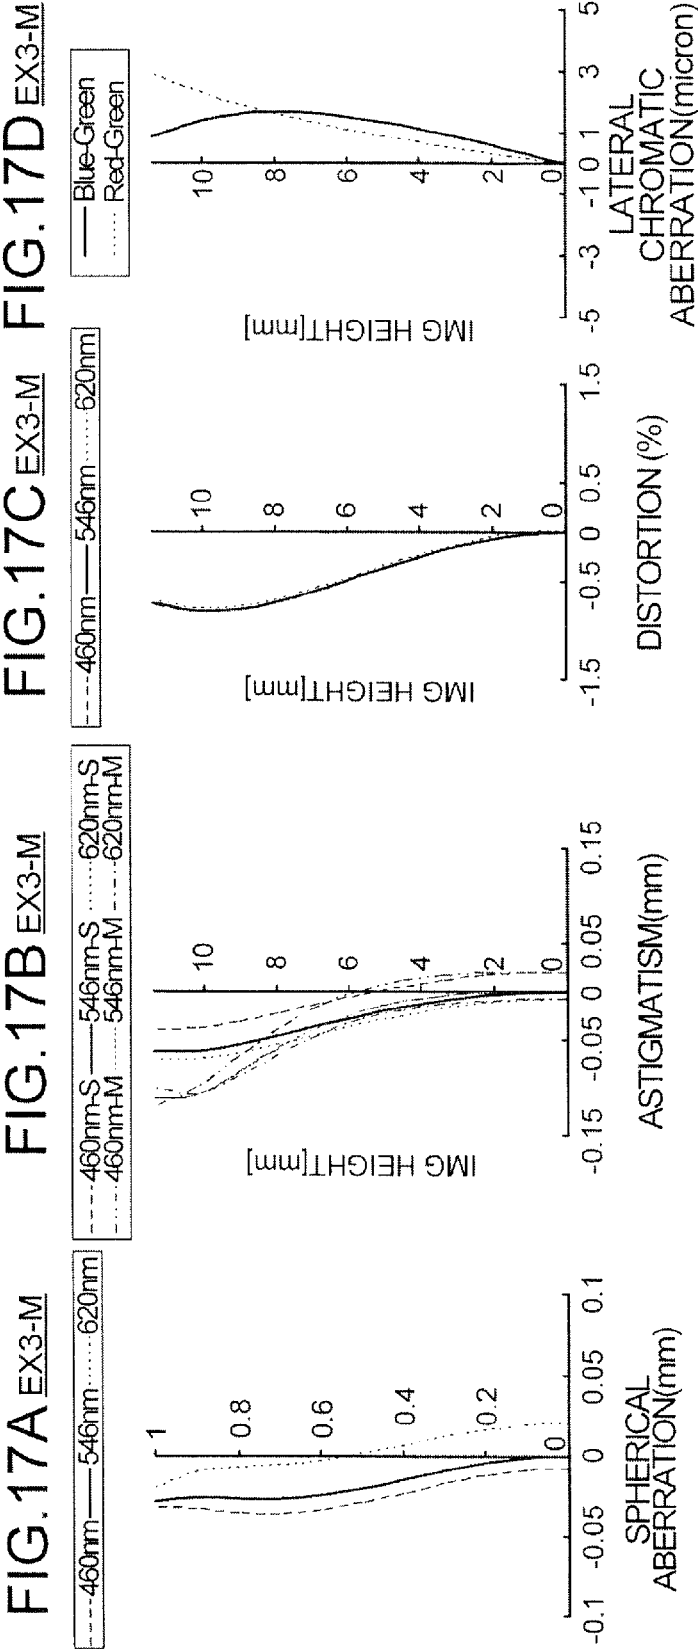 FIG.17A EX3-M
460nm 546nm 620nm
1
0.8
0.6
0.4
0.2
0
-0.1 -0.05 0 0.05 0.1
SPHERICAL
ABERRATION(mm)
FIG.17B EX3-M
460nm-S 546nm-S 620nm-S
460nm-M 546nm-M 620nm-M
IMG HEIGHT[mm]
10
8
6
4
2
0
-0.15 -0.05 0 0.05 0.15
ASTIGMATISM(mm)
FIG.17C EX3-M
460nm 546nm 620nm
IMG HEIGHT[mm]
10
8
6
4
2
0
-1.5 -0.5 0 0.5 1.5
DISTORTION (%)
FIG.17D EX3-M
Blue-Green
Red-Green
IMG HEIGHT[mm]
10
8
6
4
2
0
-5 -3 -1 0 1 3 5
LATERAL
CHROMATIC
ABERRATION(micron)